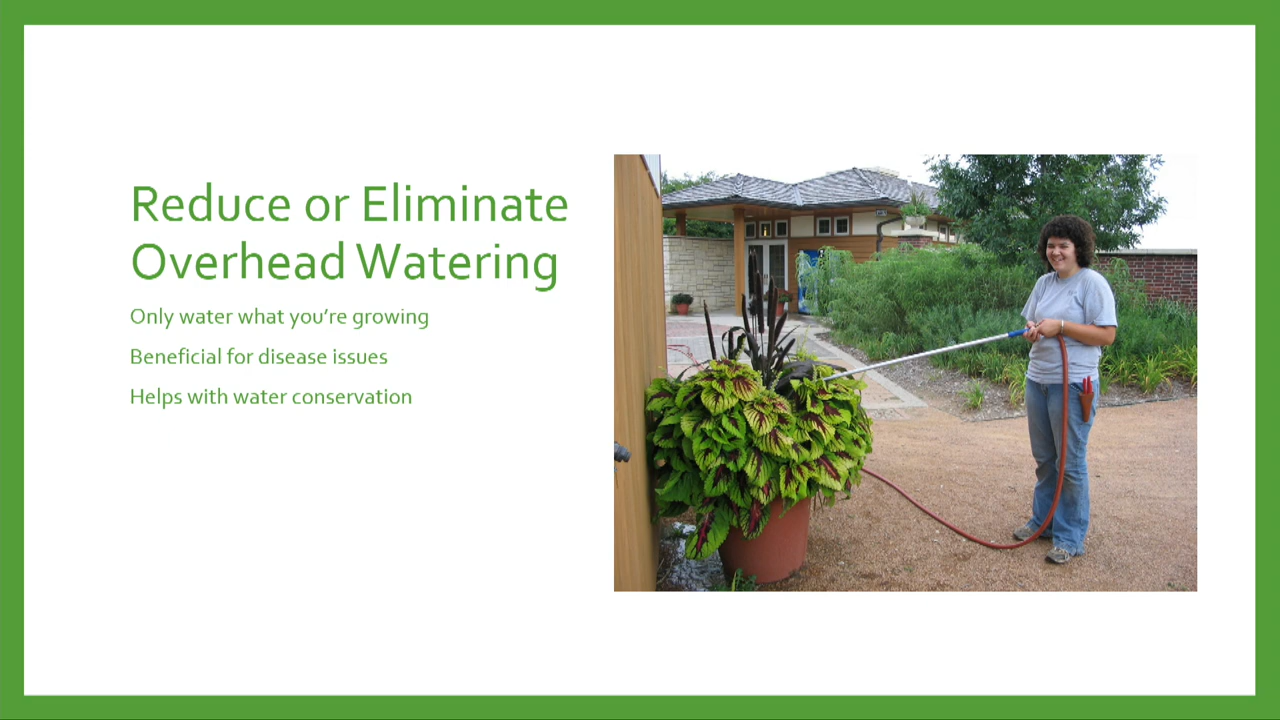 Reduce or Eliminate
Overhead Watering
Only water what you’re growing
Beneficial for disease issues
Helps with water conservation